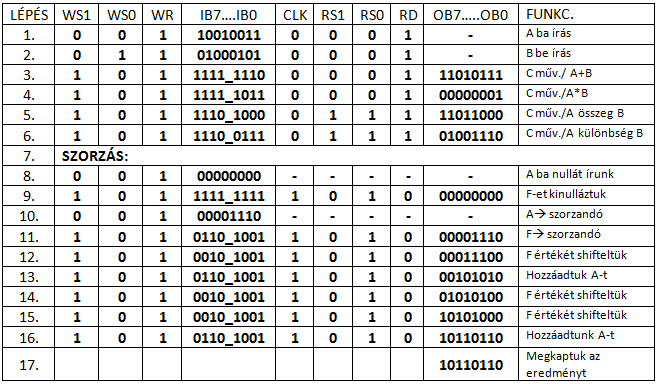 LÉPÉS WS1 WS0 WR IB7....IB0 CLK RS1 RS0 RD OB7.....OB0 FUNKC.
1. 0 0 1 10010011 0 0 0 1 - A ba írás
2. 0 1 1 01000101 0 0 0 1 - B be írás
3. 1 0 1 1111_1110 0 0 0 1 11010111 C műv./ A+B
4. 1 0 1 1111_1011 0 0 0 1 00000001 C műv./A*B
5. 1 0 1 1110_1000 0 1 1 1 11011000 C műv./A összeg B
6. 1 0 1 1110_0111 0 1 1 1 01001110 C műv./A különbség B
7. SZORZÁS:
8. 0 0 1 00000000 - - - - - A ba nullát írunk
9. 1 0 1 1111_1111 1 0 1 0 00000000 F-et kinulláztuk
10. 0 0 1 00001110 - - - - - A→ szorzandó
11. 1 0 1 0110_1001 1 0 1 0 00001110 F→ szorzandó
12. 1 0 1 0010_1001 1 0 1 0 00011100 F értékét shifteltük
13. 1 0 1 0110_1001 1 0 1 0 00101010 Hozzáadtuk A-t
14. 1 0 1 0010_1001 1 0 1 0 01010100 F értékét shifteltük
15. 1 0 1 0010_1001 1 0 1 0 10101000 F értékét shifteltük
16. 1 0 1 0110_1001 1 0 1 0 10110110 Hozzáadtunk A-t
17. 10110110 Megkaptuk az
eredményt